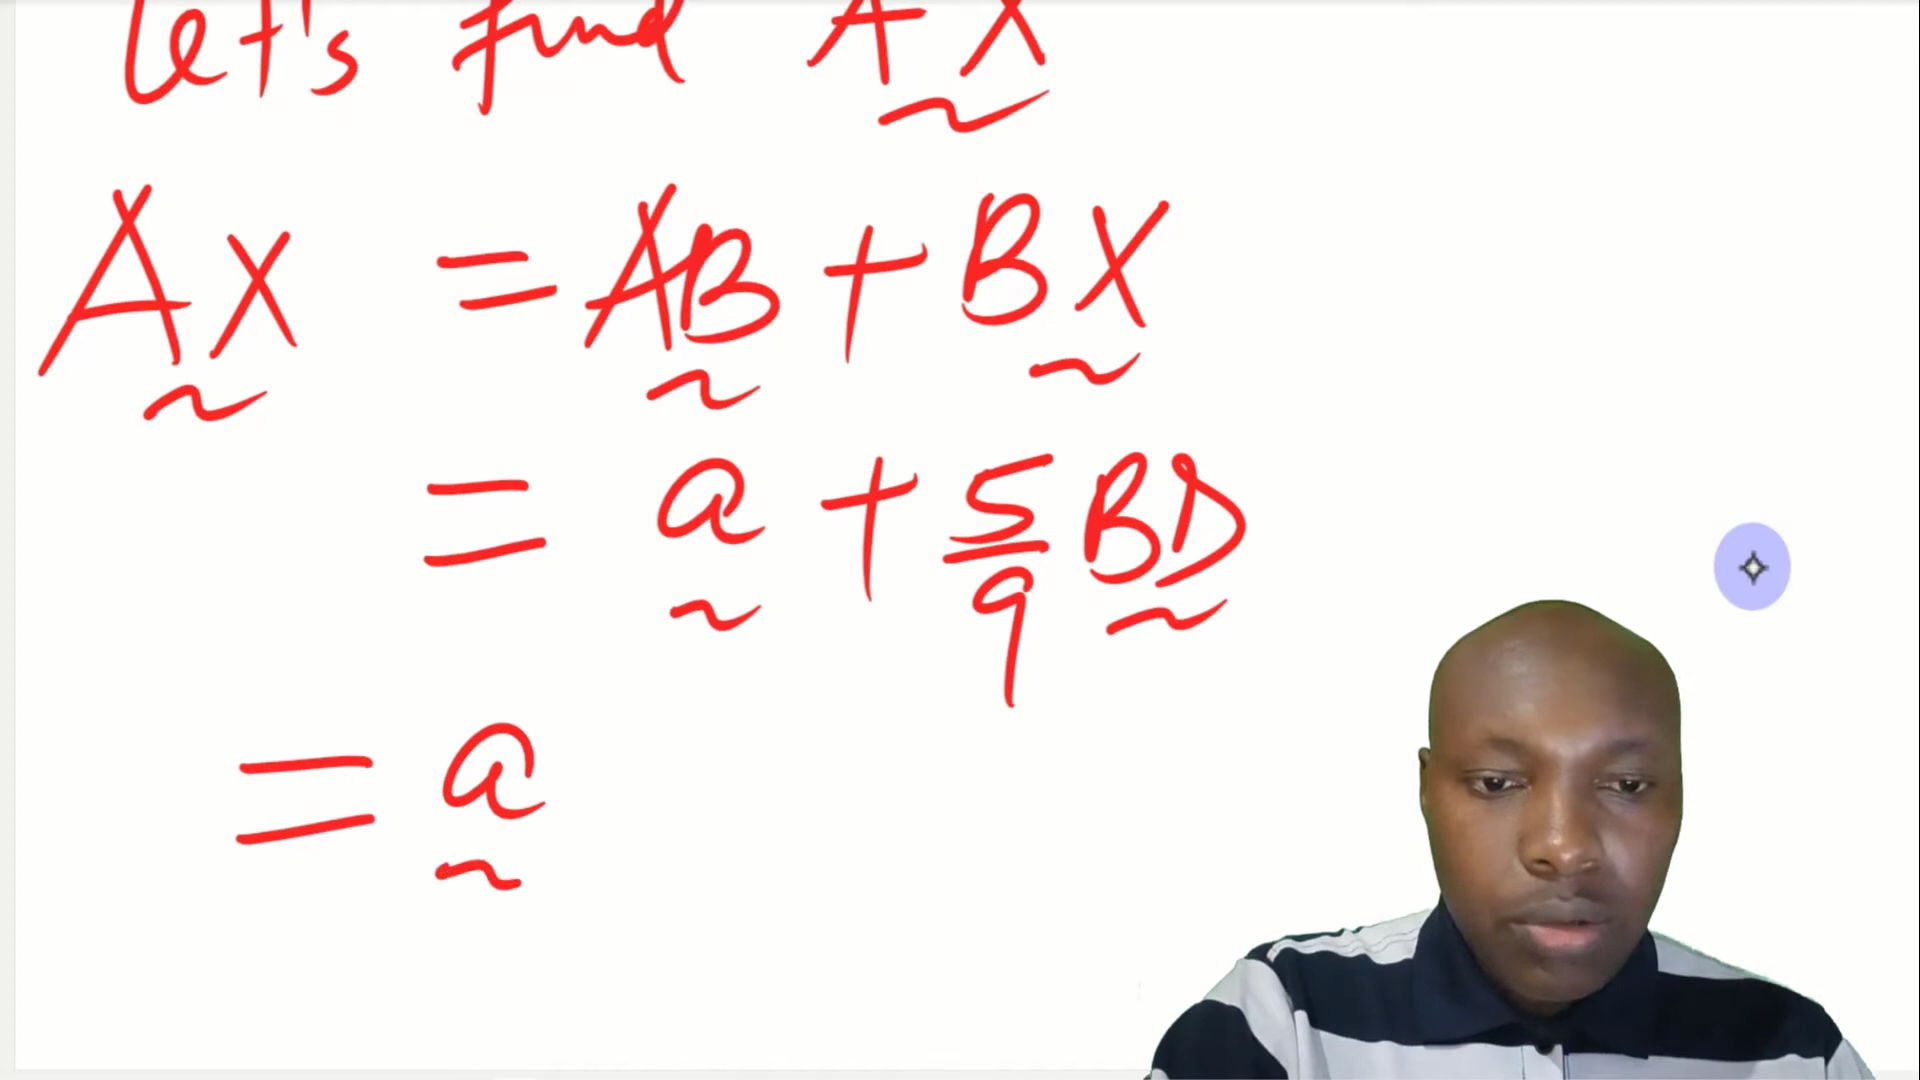 Let's find AX
AX = AB + BX
= a + 5/9 BD
= a